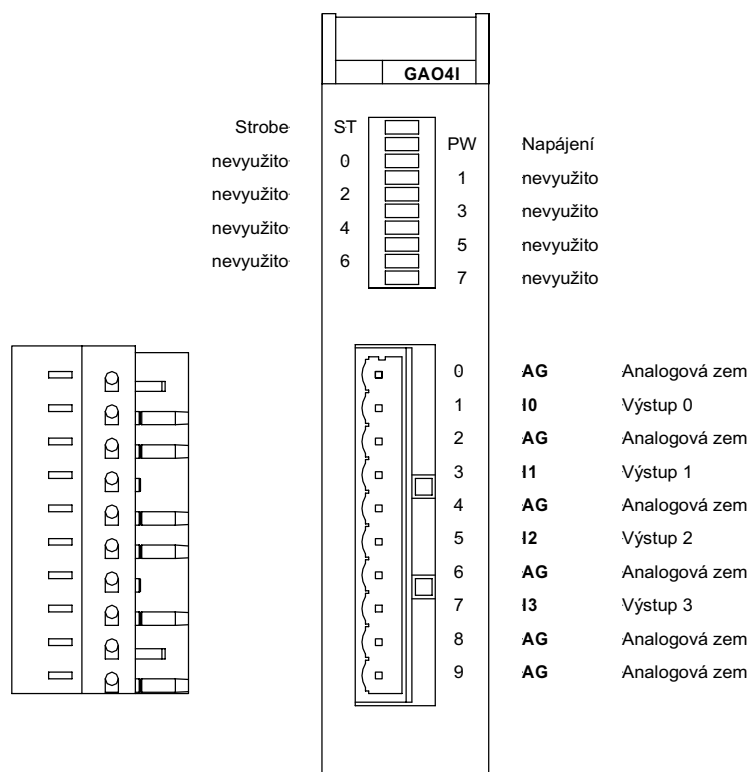 GAO4I
Strobe ST
PW Napájení
nevyužito 0
1 nevyužito
nevyužito 2
3 nevyužito
nevyužito 4
5 nevyužito
nevyužito 6
7 nevyužito
0 AG Analogová zem
1 I0 Výstup 0
2 AG Analogová zem
3 I1 Výstup 1
4 AG Analogová zem
5 I2 Výstup 2
6 AG Analogová zem
7 I3 Výstup 3
8 AG Analogová zem
9 AG Analogová zem